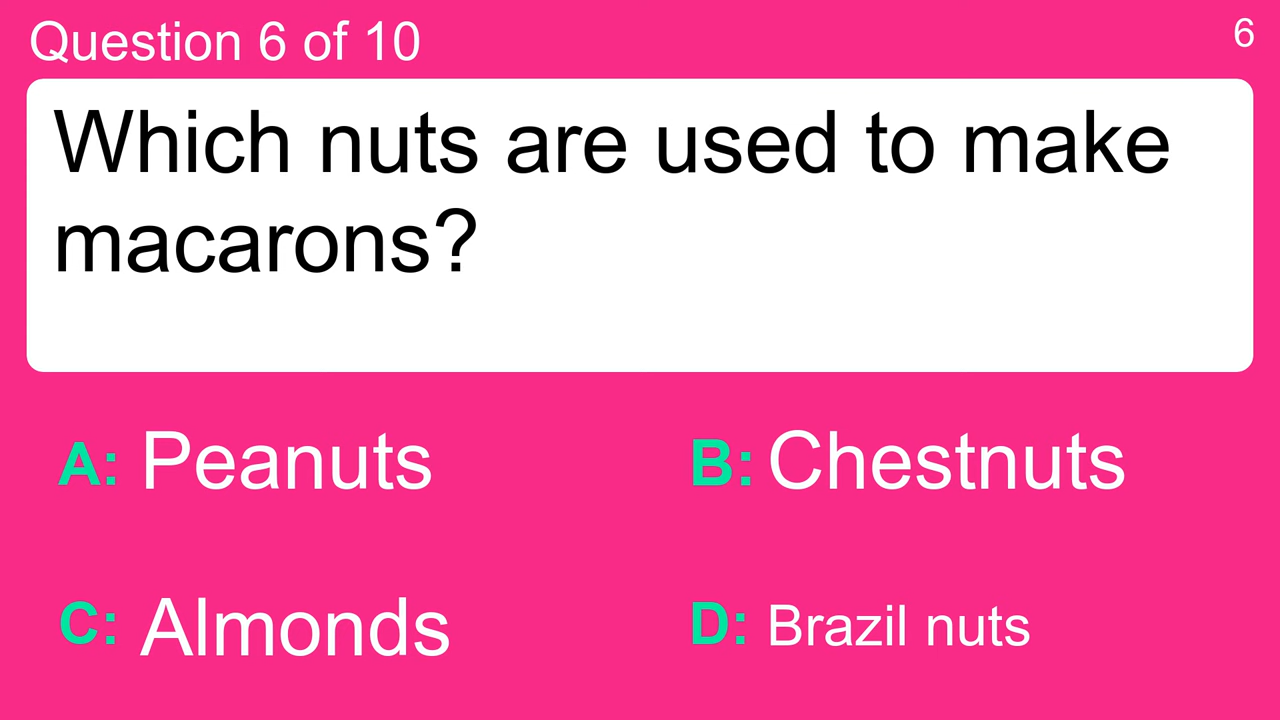 Question 6 of 10
6
Which nuts are used to make
macarons?
A: Peanuts
B: Chestnuts
C: Almonds
D: Brazil nuts